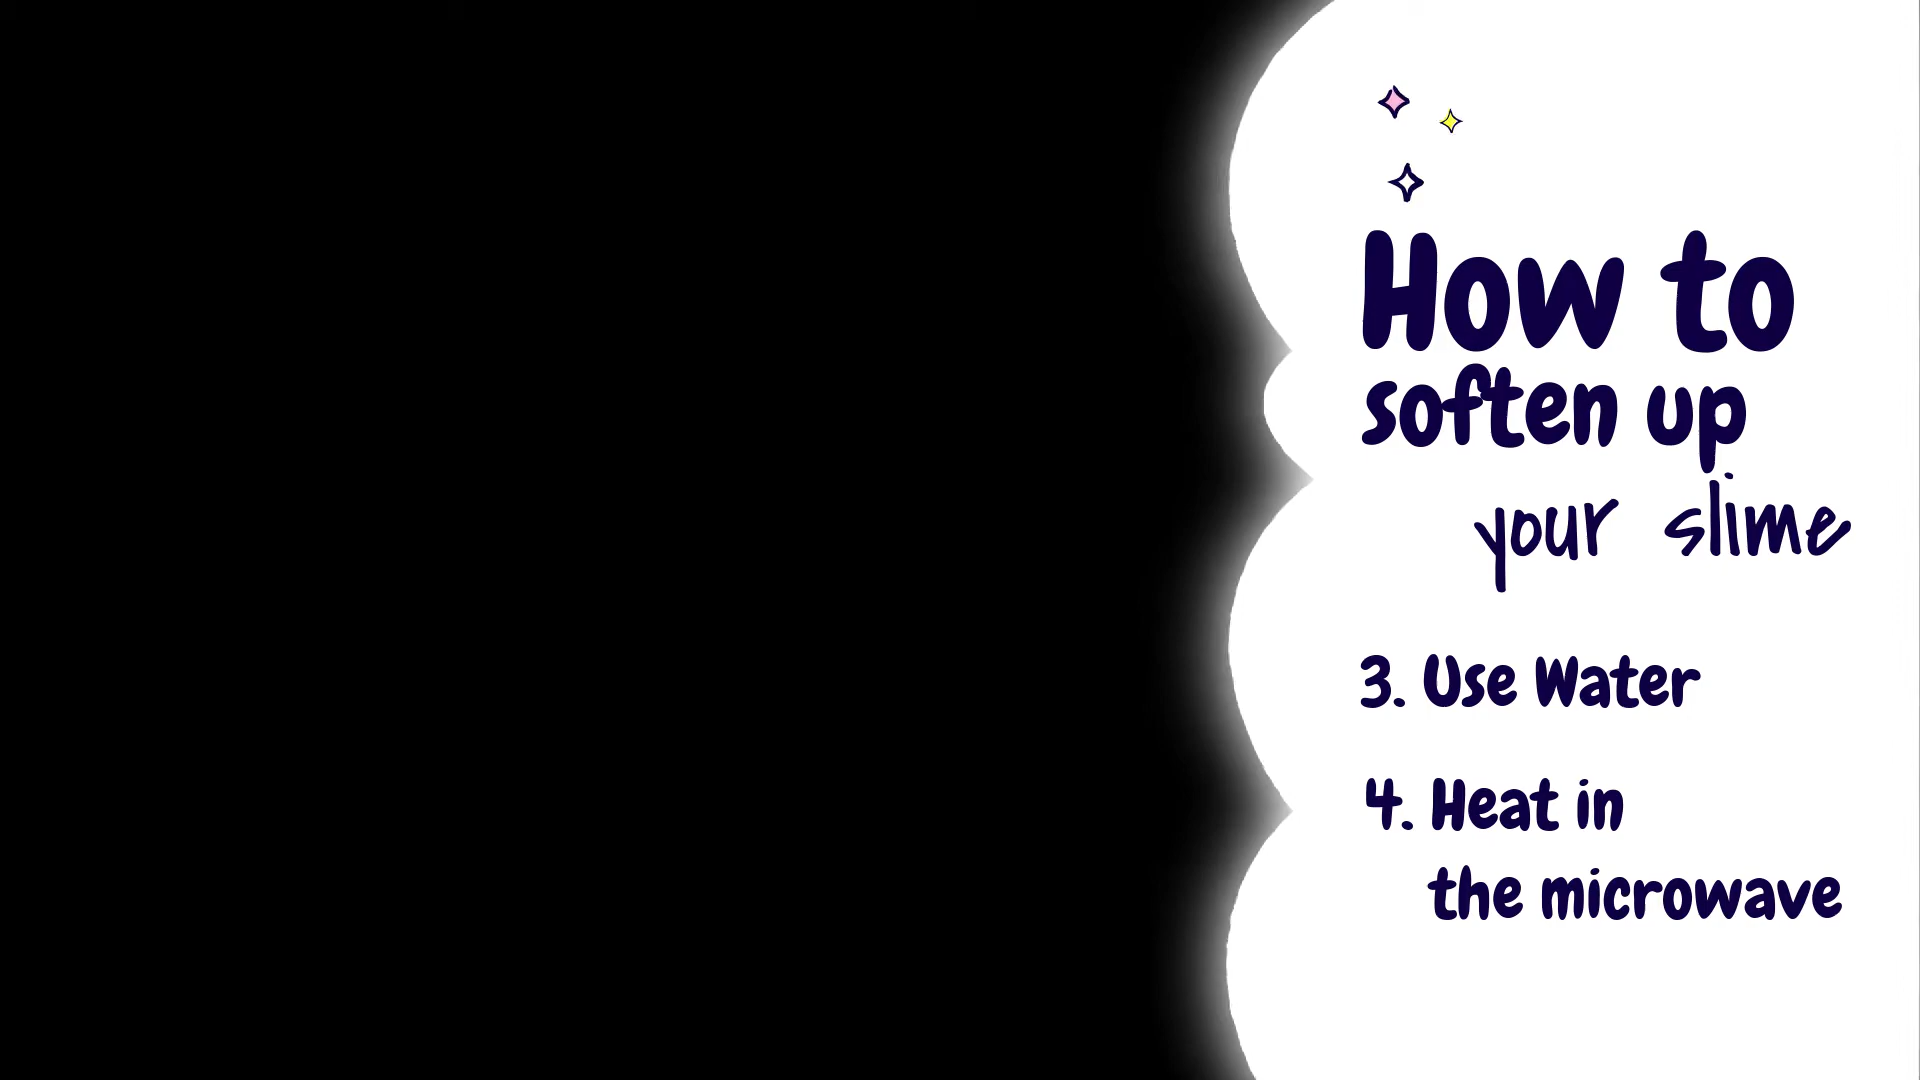 How to
soften up
your slime
3. Use Water
4. Heat in
the microwave